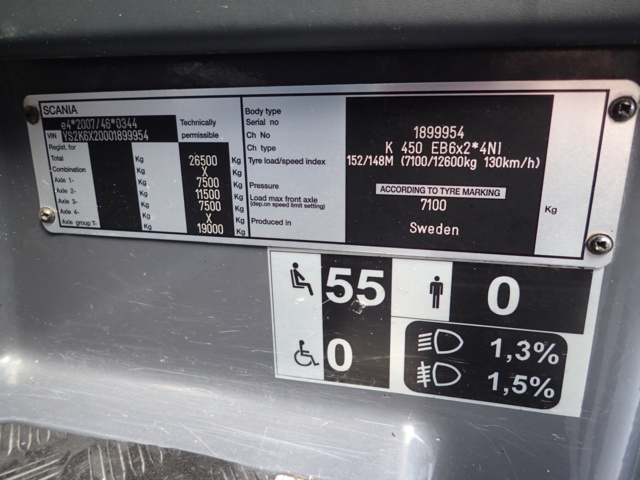 SCANIA
e4*2007/46*0344
VIN YS2K6X20001899954
Technically permissible
Regist. for
Total Kg 26500 Kg
Combination Kg X Kg
Axle 1- Kg 7500 Kg
Axle 2- Kg 11500 Kg
Axle 3- Kg 7500 Kg
Axle 4- Kg X Kg
Axle group T- Kg 19000 Kg
Body type
Serial no
Ch No 1899954
Ch type K 450 EB6x2*4NI
Tyre load/speed index 152/148M (7100/12600kg 130km/h)
Pressure ACCORDING TO TYRE MARKING
Load max front axle 7100 Kg
(dep.on speed limit setting)
Produced in Sweden
55 0
0 1,3%
1,5%